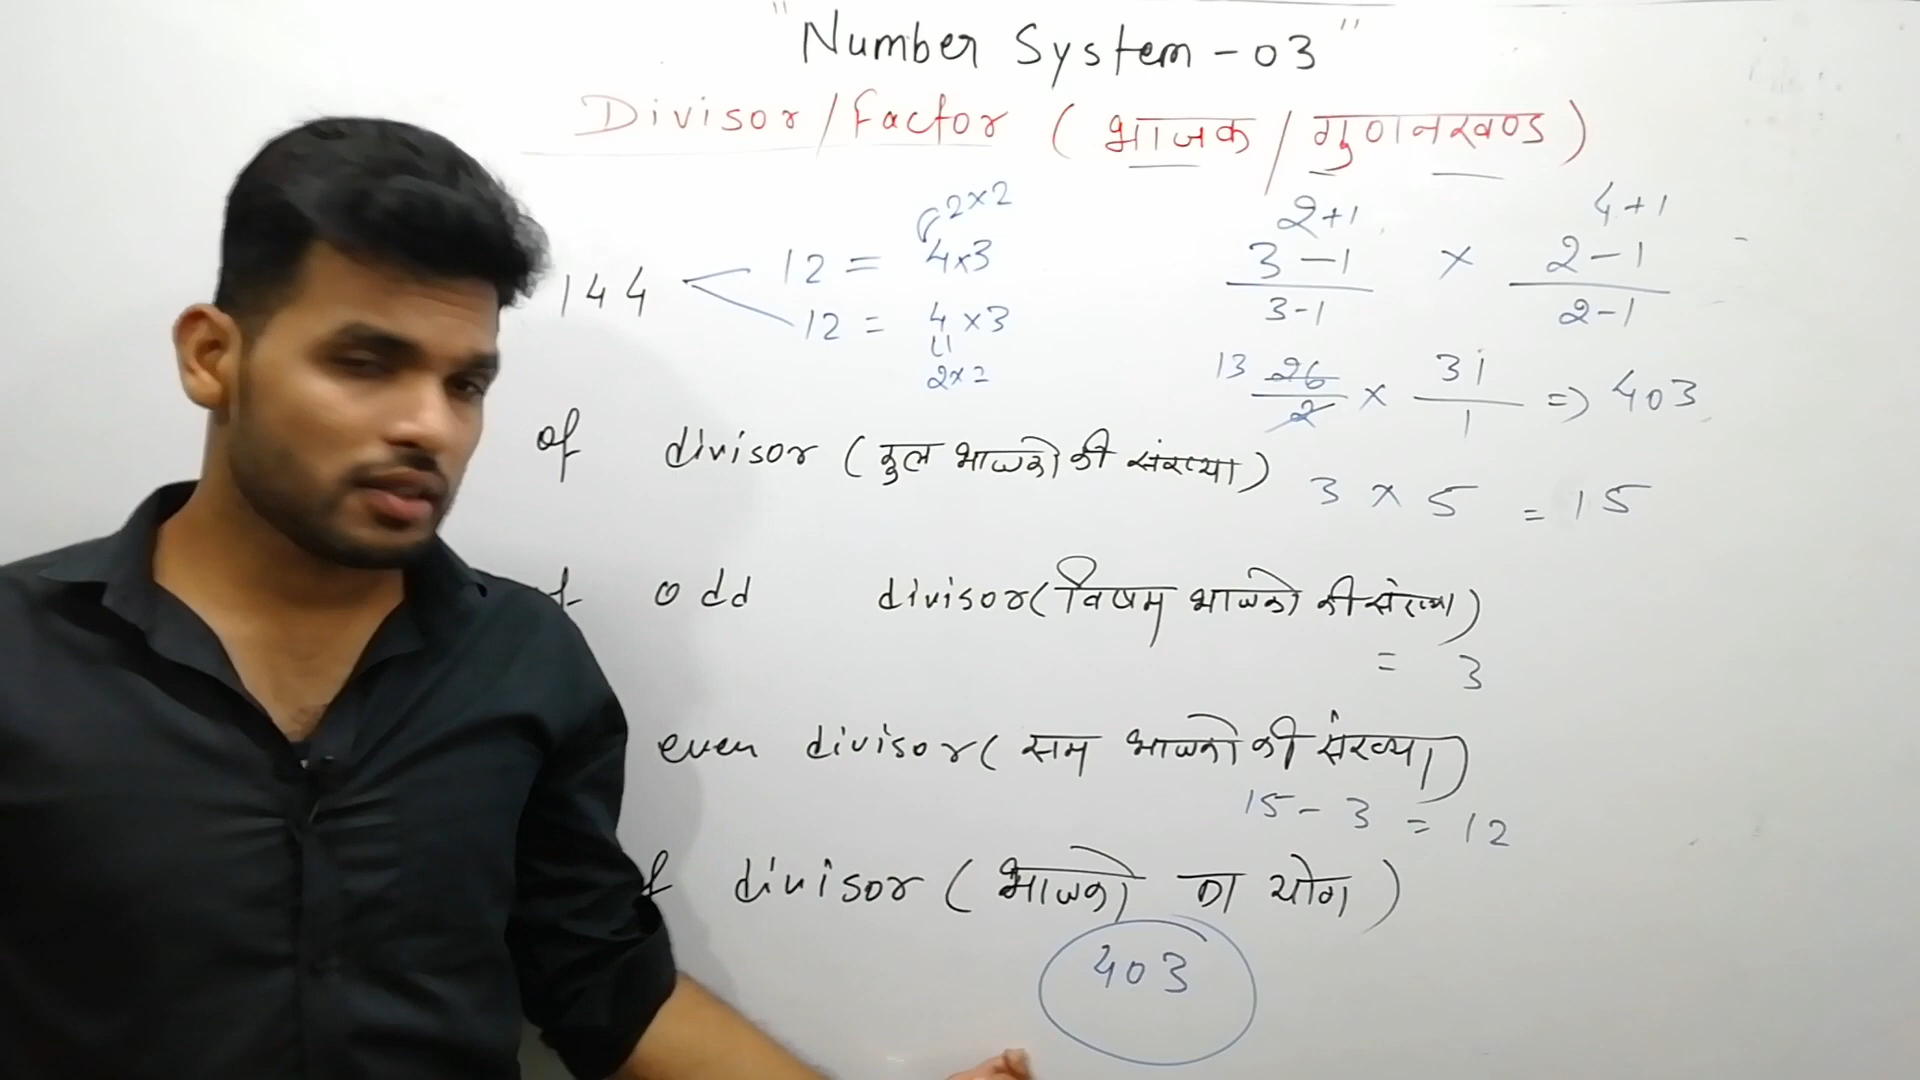 "Number System - 03"
Divisor/Factor (भाजक/गुणनखण्ड)
2×2
144 < 12 = 4×3
12 = 4×3
2×2
2+1 4+1
3-1 × 2-1
3-1 2-1
13 26/2 × 31/1 => 403
of divisor (कुल भाजको की संख्या)
3 × 5 = 15
odd divisor (विषम भाजको की संख्या)
= 3
even divisor (सम भाजको की संख्या)
15 - 3 = 12
divisor (भाजको का योग)
403